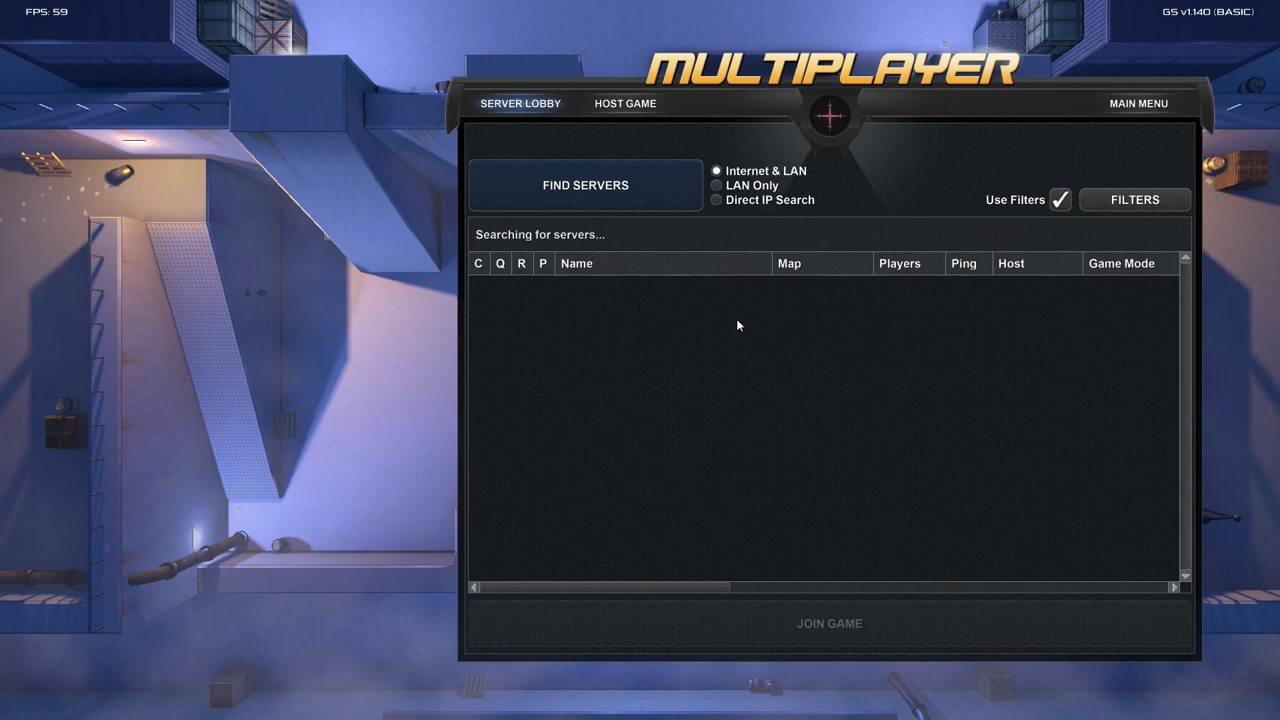 FPS: 59
GS v1.140 (BASIC)
MULTIPLAYER
SERVER LOBBY HOST GAME MAIN MENU
FIND SERVERS
Internet & LAN
LAN Only
Direct IP Search
Use Filters FILTERS
Searching for servers...
C Q R P Name Map Players Ping Host Game Mode
JOIN GAME